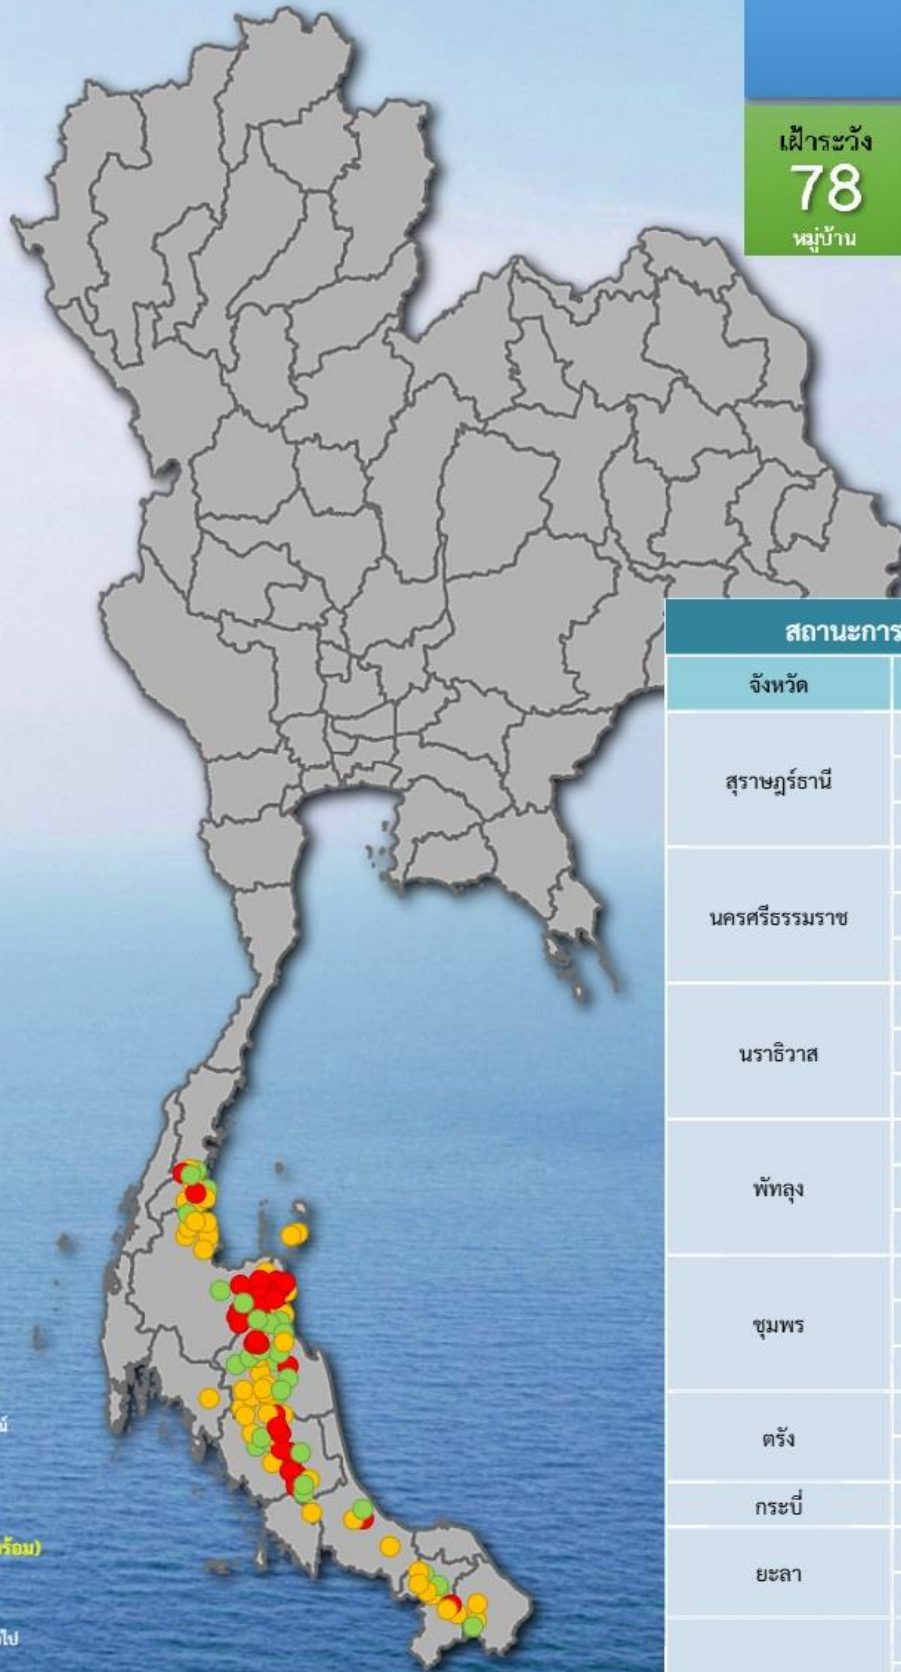 เฝ้าระวัง
78
หมู่บ้าน
สถานะการ
จังหวัด
สุราษฎร์ธานี
นครศรีธรรมราช
นราธิวาส
พัทลุง
ชุมพร
ตรัง
กระบี่
ยะลา